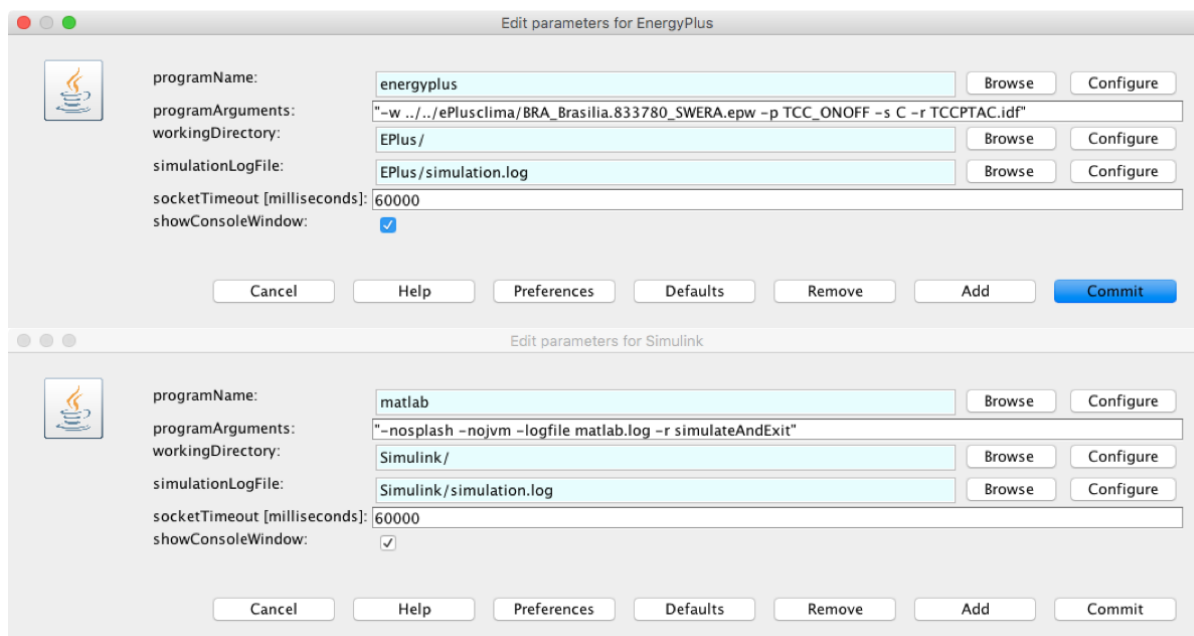 Edit parameters for EnergyPlus
programName: energyplus Browse Configure
programArguments: "-w ../../ePlusclima/BRA_Brasilia.833780_SWERA.epw -p TCC_ONOFF -s C -r TCCPTAC.idf"
workingDirectory: EPlus/ Browse Configure
simulationLogFile: EPlus/simulation.log Browse Configure
socketTimeout [milliseconds]: 60000
showConsoleWindow:
Cancel Help Preferences Defaults Remove Add Commit
Edit parameters for Simulink
programName: matlab Browse Configure
programArguments: "-nosplash -nojvm -logfile matlab.log -r simulateAndExit"
workingDirectory: Simulink/ Browse Configure
simulationLogFile: Simulink/simulation.log Browse Configure
socketTimeout [milliseconds]: 60000
showConsoleWindow:
Cancel Help Preferences Defaults Remove Add Commit